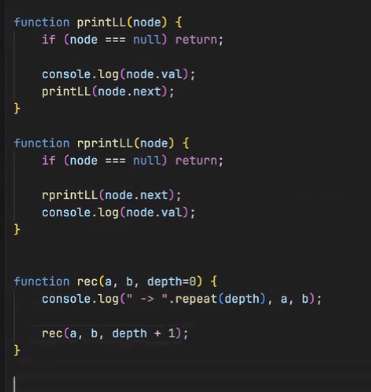 function printLL(node) {
    if (node === null) return;
    console.log(node.val);
    printLL(node.next);
}
function rprintLL(node) {
    if (node === null) return;
    rprintLL(node.next);
    console.log(node.val);
}
function rec(a, b, depth=0) {
    console.log(" -> ".repeat(depth), a, b);
    rec(a, b, depth + 1);
}